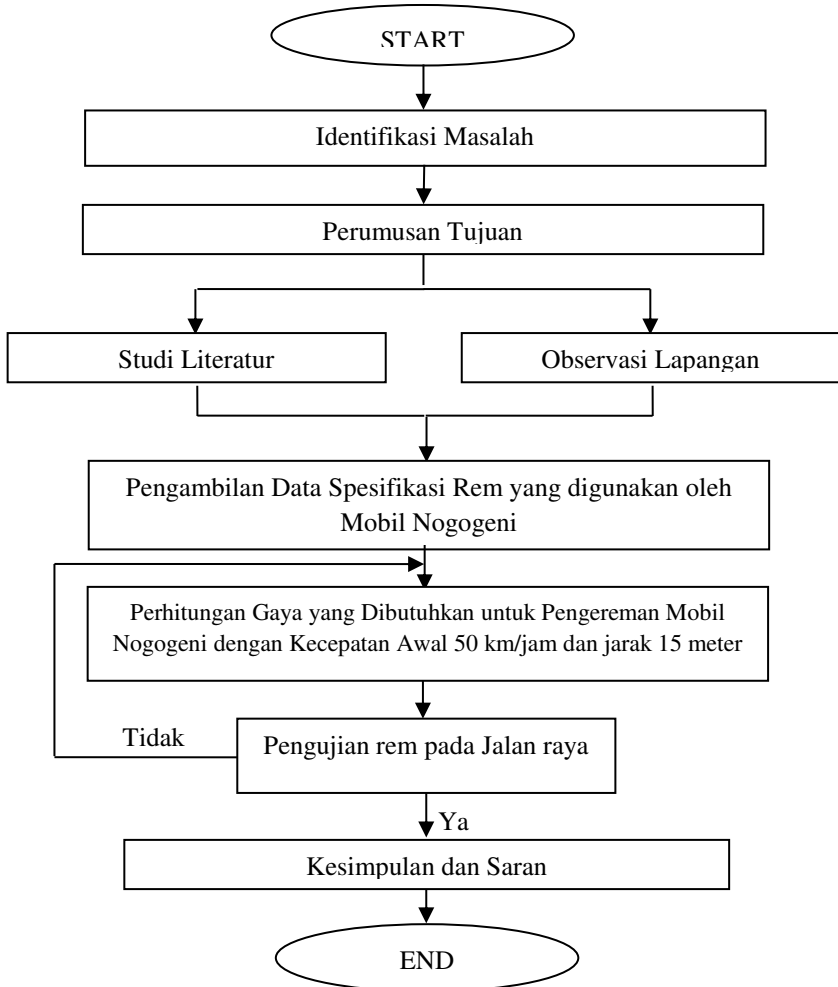 START
Identifikasi Masalah
Perumusan Tujuan
Studi Literatur
Observasi Lapangan
Pengambilan Data Spesifikasi Rem yang digunakan oleh
Mobil Nogogeni
Perhitungan Gaya yang Dibutuhkan untuk Pengereman Mobil
Nogogeni dengan Kecepatan Awal 50 km/jam dan jarak 15 meter
Tidak
Pengujian rem pada Jalan raya
Ya
Kesimpulan dan Saran
END